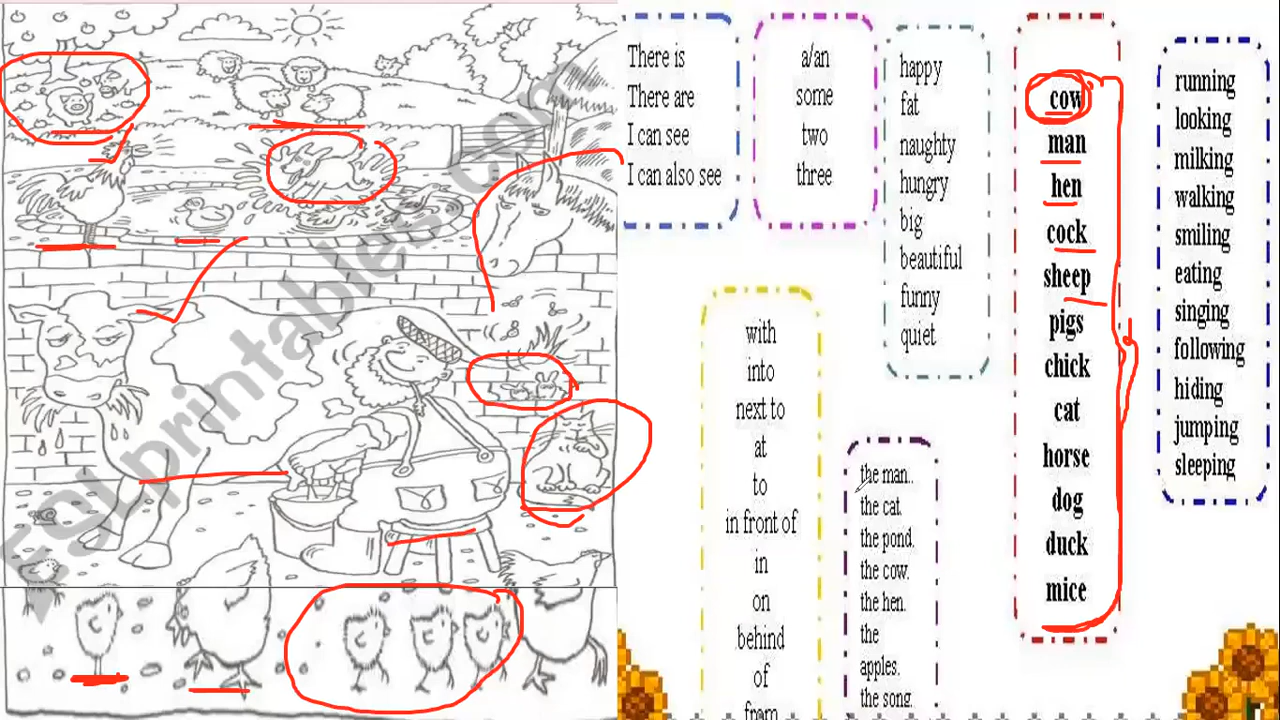 There is
There are
I can see
I can also see
a/an
some
two
three
happy
fat
naughty
hungry
big
beautiful
funny
quiet
cow
man
hen
cock
sheep
pigs
chick
cat
horse
dog
duck
mice
running
looking
milking
walking
smiling
eating
singing
following
hiding
jumping
sleeping
with
into
next to
at
to
in front of
in
on
behind
of
from
the man..
the cat.
the pond.
the cow.
the hen.
the
apples.
the song.
ESLprintables.com